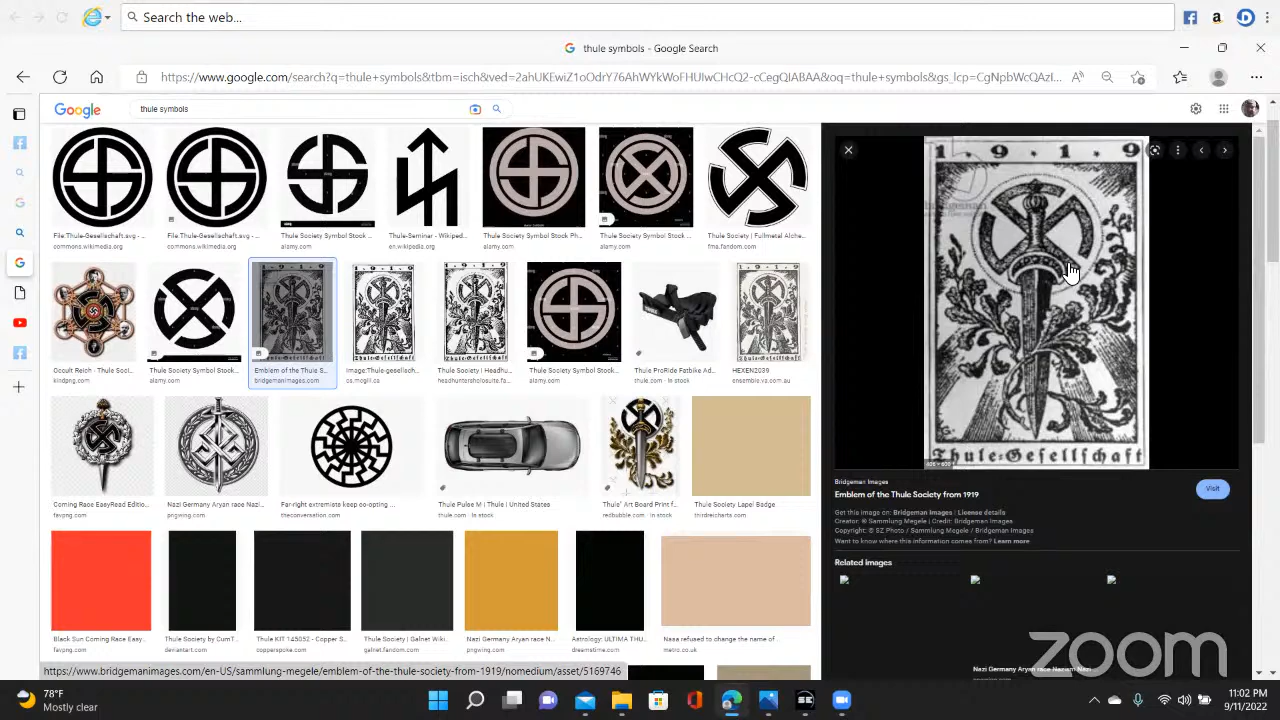 Search the web...
thule symbols - Google Search
https://www.google.com/search?q=thule+symbols&tbm=isch&ved=2ahUKEwiZ1oOdrY76AhWYkWoFHUIwCHcQ2-cCegQIABAA&oq=thule+symbols&gs_lcp=CgNpbWcQAzI...
Google
thule symbols
File:Thule-Gesellschaft.svg - ...
commons.wikimedia.org
File:Thule-Gesellschaft.svg - ...
commons.wikimedia.org
Thule Society Symbol Stock ...
alamy.com
Thule-Seminar - Wikiped...
en.wikipedia.org
Thule Society Symbol Stock Ph...
alamy.com
Thule Society Symbol Stock ...
alamy.com
Thule Society | Fullmetal Alche...
fma.fandom.com
Occult Reich - Thule Soci...
kindpng.com
Thule Society Symbol Stock...
alamy.com
Emblem of the Thule S...
bridgemanimages.com
Image:Thule-gesellsch...
cs.mcgill.ca
Thule Society | Headhu...
headhuntersholosuite.fa...
alamy.com
Thule ProRide Fatbike Ad...
thule.com · In stock
HEXEN2039
ensemble.va.com.au
Coming Race EasyRead Editio...
favpng.com
Nazi Germany Aryan race Nazi...
pngwing.com
Far-right extremists keep co-opting ...
theconversation.com
Thule Pulse M | Thule | United States
thule.com · In stock
Thule" Art Board Print f...
redbubble.com · In stock
Thule Society Lapel Badge
thirdreicharts.com
Black Sun Coming Race Easy...
favpng.com
Thule Society by CumT...
deviantart.com
Thule KIT 145052 - Copper S...
copperspoke.com
Thule Society | Galnet Wiki...
galnet.fandom.com
Nazi Germany Aryan race N...
pngwing.com
Astrology: ULTIMA THU...
dreamstime.com
Nasa refused to change the name of ...
metro.co.uk
1 · 9 · 1 · 9
bridgeman
Thule=Gesellschaft
Bridgeman Images
Emblem of the Thule Society from 1919
Visit
Get this image on: Bridgeman Images | License details
Creator: © Sammlung Megele | Credit: Bridgeman Images
Copyright: © SZ Photo / Sammlung Megele / Bridgeman Images
Want to know where this information comes from? Learn more
Related images
Nazi Germany Aryan race Nazism Nazi
https://www.bridgemanimages.com/en-US/sammlung-megele/emblem-of-the-thule-society-from-1919/nomedium/asset/5169746
zoom
78°F
Mostly clear
11:02 PM
9/11/2022